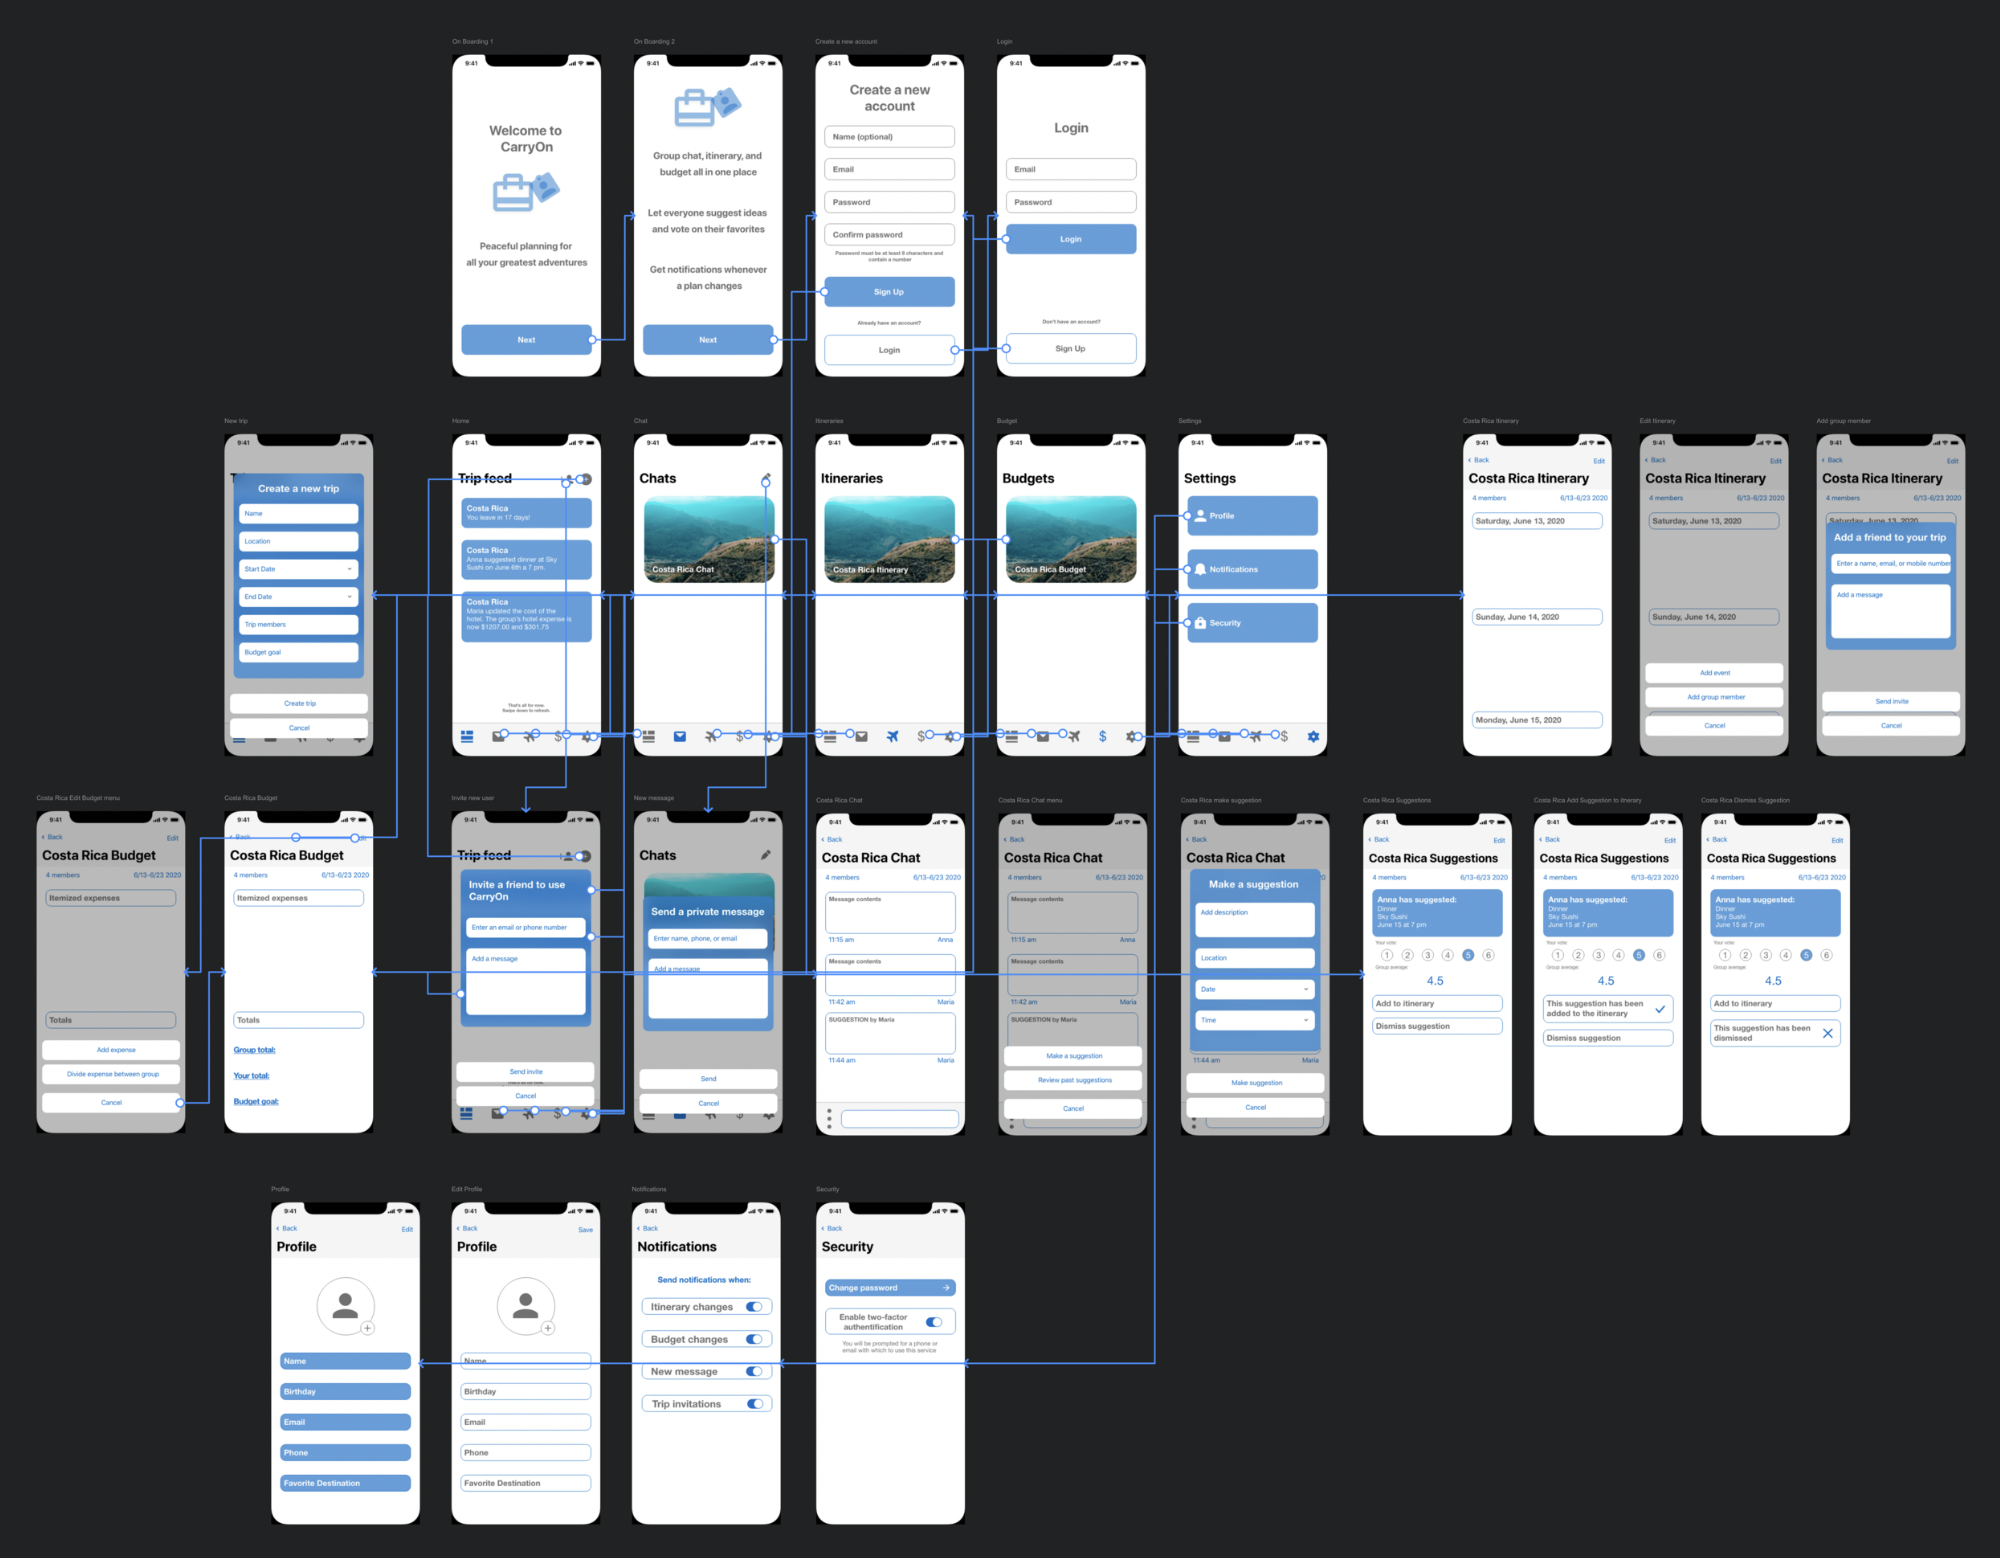 On Boarding 1
9:41
Welcome to
CarryOn
Peaceful planning for
all your greatest adventures
Next
On Boarding 2
9:41
Group chat, itinerary, and
budget all in one place
Let everyone suggest ideas
and vote on their favorites
Get notifications whenever
a plan changes
Next
Create a new account
9:41
Create a new
account
Name (optional)
Email
Password
Confirm password
Password must be at least 8 characters and
contain a number
Sign Up
Already have an account?
Login
Login
9:41
Login
Email
Password
Login
Don't have an account?
Sign Up
New trip
9:41
Create a new trip
Name
Location
Start Date
End Date
Trip members
Budget goal
Create trip
Cancel
Home
9:41
Trip feed
Costa Rica
You leave in 17 days!
Costa Rica
Anna suggested dinner at Sky
Sushi on June 6th a 7 pm.
Costa Rica
Maria updated the cost of the
hotel. The group's hotel expense is
now $1207.00 and $301.75
That's all for now.
Swipe down to refresh.
$
Chat
9:41
Chats
Costa Rica Chat
$
Itineraries
9:41
Itineraries
Costa Rica Itinerary
$
Budget
9:41
Budgets
Costa Rica Budget
$
Settings
9:41
Settings
Profile
Notifications
Security
$
Costa Rica Itinerary
9:41
Back
Edit
Costa Rica Itinerary
4 members
6/13-6/23 2020
Saturday, June 13, 2020
Sunday, June 14, 2020
Monday, June 15, 2020
Edit Itinerary
9:41
Back
Edit
Costa Rica Itinerary
4 members
6/13-6/23 2020
Saturday, June 13, 2020
Sunday, June 14, 2020
Add event
Add group member
Cancel
Add group member
9:41
Back
Edit
Costa Rica Itinerary
4 members
6/13-6/23 2020
Saturday, June 13, 2020
Add a friend to your trip
Enter a name, email, or mobile number
Add a message
Send invite
Cancel
Costa Rica Edit Budget menu
9:41
Back
Edit
Costa Rica Budget
4 members
6/13-6/23 2020
Itemized expenses
Totals
Add expense
Divide expense between group
Cancel
Costa Rica Budget
9:41
Back
Costa Rica Budget
4 members
6/13-6/23 2020
Itemized expenses
Totals
Group total:
Your total:
Budget goal:
Invite new user
9:41
Trip feed
Invite a friend to use
CarryOn
Enter an email or phone number
Add a message
Send invite
Cancel
$
New message
9:41
Chats
Send a private message
Enter name, phone, or email
Add a message
Send
Cancel
Costa Rica Chat
9:41
Back
Costa Rica Chat
4 members
6/13-6/23 2020
Message contents
11:15 am
Anna
Message contents
11:42 am
Maria
SUGGESTION by Maria
11:44 am
Maria
Costa Rica Chat menu
9:41
Back
Costa Rica Chat
4 members
6/13-6/23 2020
Message contents
11:15 am
Anna
Message contents
11:42 am
Maria
SUGGESTION by Maria
Make a suggestion
Review past suggestions
Cancel
Costa Rica make suggestion
9:41
Back
Costa Rica Chat
Make a suggestion
Add description
Location
Date
Time
11:44 am
Maria
Make suggestion
Cancel
Costa Rica Suggestions
9:41
Back
Edit
Costa Rica Suggestions
4 members
6/13-6/23 2020
Anna has suggested:
Dinner
Sky Sushi
June 15 at 7 pm
Your vote:
1 2 3 4 5 6
Group average:
4.5
Add to itinerary
Dismiss suggestion
Costa Rica Add Suggestion to itinerary
9:41
Back
Edit
Costa Rica Suggestions
4 members
6/13-6/23 2020
Anna has suggested:
Dinner
Sky Sushi
June 15 at 7 pm
Your vote:
1 2 3 4 5 6
Group average:
4.5
This suggestion has been
added to the itinerary
Dismiss suggestion
Costa Rica Dismiss Suggestion
9:41
Back
Edit
Costa Rica Suggestions
4 members
6/13-6/23 2020
Anna has suggested:
Dinner
Sky Sushi
June 15 at 7 pm
Your vote:
1 2 3 4 5 6
Group average:
4.5
Add to itinerary
This suggestion has been
dismissed
Profile
9:41
Back
Edit
Profile
Name
Birthday
Email
Phone
Favorite Destination
Edit Profile
9:41
Back
Save
Profile
Name
Birthday
Email
Phone
Favorite Destination
Notifications
9:41
Back
Notifications
Send notifications when:
Itinerary changes
Budget changes
New message
Trip invitations
Security
9:41
Back
Security
Change password
Enable two-factor
authentification
You will be prompted for a phone or
email with which to use this service